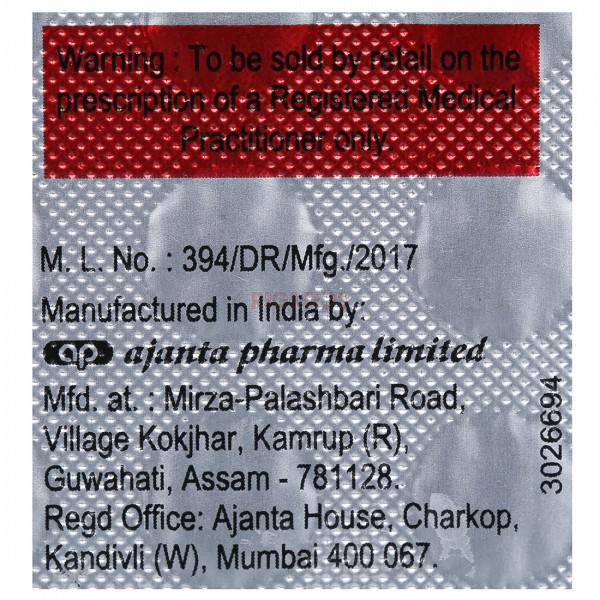 Warning : To be sold by retail on the
prescription of a Registered Medical
Practitioner only.
M. L. No. : 394/DR/Mfg./2017
Manufactured in India by:
ap ajanta pharma limited
Mfd. at. : Mirza-Palashbari Road,
Village Kokjhar, Kamrup (R),
Guwahati, Assam - 781128.
Regd Office: Ajanta House, Charkop,
Kandivli (W), Mumbai 400 067.
3026694